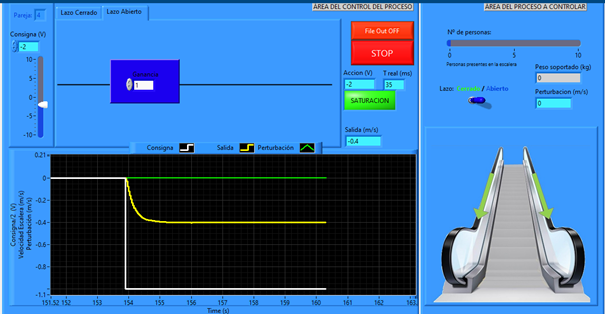 ÁREA DEL CONTROL DEL PROCESO
ÁREA DEL PROCESO A CONTROLAR
Pareja: 4
Lazo Cerrado
Lazo Abierto
Consigna (V)
-2
10
5
0
-5
-10
1
File Out OFF
STOP
Accion (V)
T real (ms)
-2
35
SATURACION
Salida (m/s)
-0.4
Nº de personas:
0
5
10
Personas presentes en la escalera
Peso soportado (kg)
0
Lazo: Cerrado / Abierto
Perturbacion (m/s)
0
Consigna
Salida
Perturbación
Consigna/2. (V)
Velocidad Escalera (m/s)
Perturbación (m/s)
0.21
0
-0.2
-0.4
-0.6
-0.8
-1.1
151.52
152
153
154
155
156
157
158
159
160
161
162
163.
Time (s)